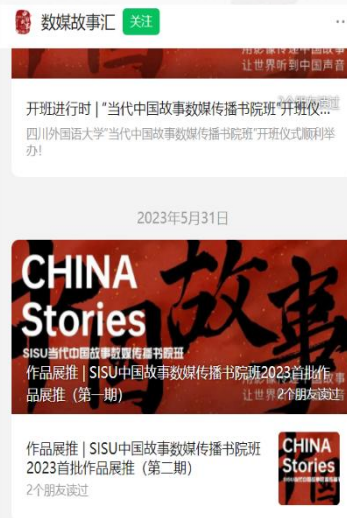 数媒故事汇 关注
让世界听到中国声音
开班进行时 | “当代中国故事数媒传播书院班”开班仪...
四川外国语大学”当代中国故事数媒传播书院班”开班仪式顺利举
办！
2023年5月31日
CHINA
Stories
故事
SISU当代中国故事数媒传播书院班
作品展推 | SISU中国故事数媒传播书院班2023首批作
品展推（第一期）
2个朋友读过
作品展推 | SISU中国故事数媒传播书院班
2023首批作品展推（第二期）
2个朋友读过
CHINA
Stories